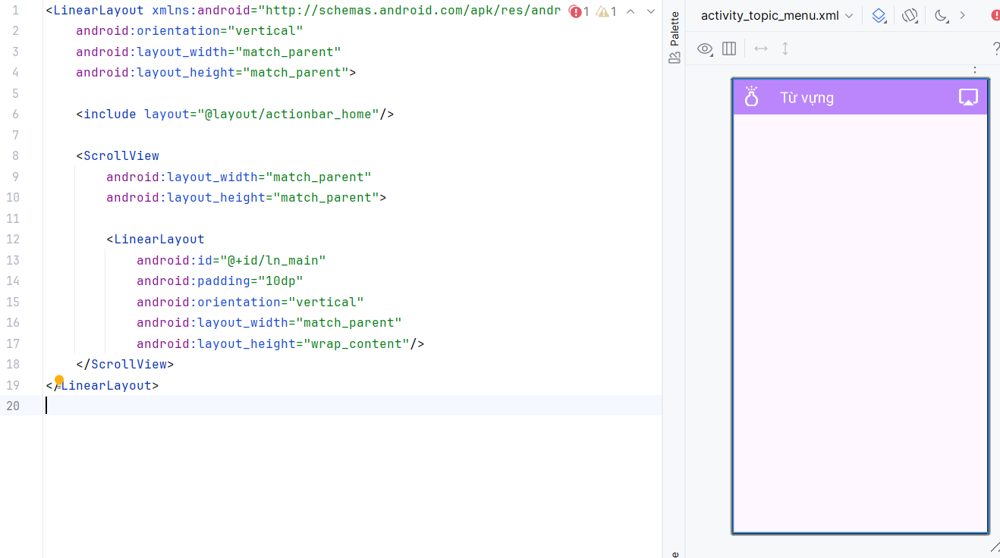 1 <LinearLayout xmlns:android="http://schemas.android.com/apk/res/andr 1 1
2 android:orientation="vertical"
3 android:layout_width="match_parent"
4 android:layout_height="match_parent">
5
6 <include layout="@layout/actionbar_home"/>
7
8 <ScrollView
9 android:layout_width="match_parent"
10 android:layout_height="match_parent">
11
12 <LinearLayout
13 android:id="@+id/ln_main"
14 android:padding="10dp"
15 android:orientation="vertical"
16 android:layout_width="match_parent"
17 android:layout_height="wrap_content"/>
18 </ScrollView>
19 </LinearLayout>
20
Palette
activity_topic_menu.xml
?
Từ vựng